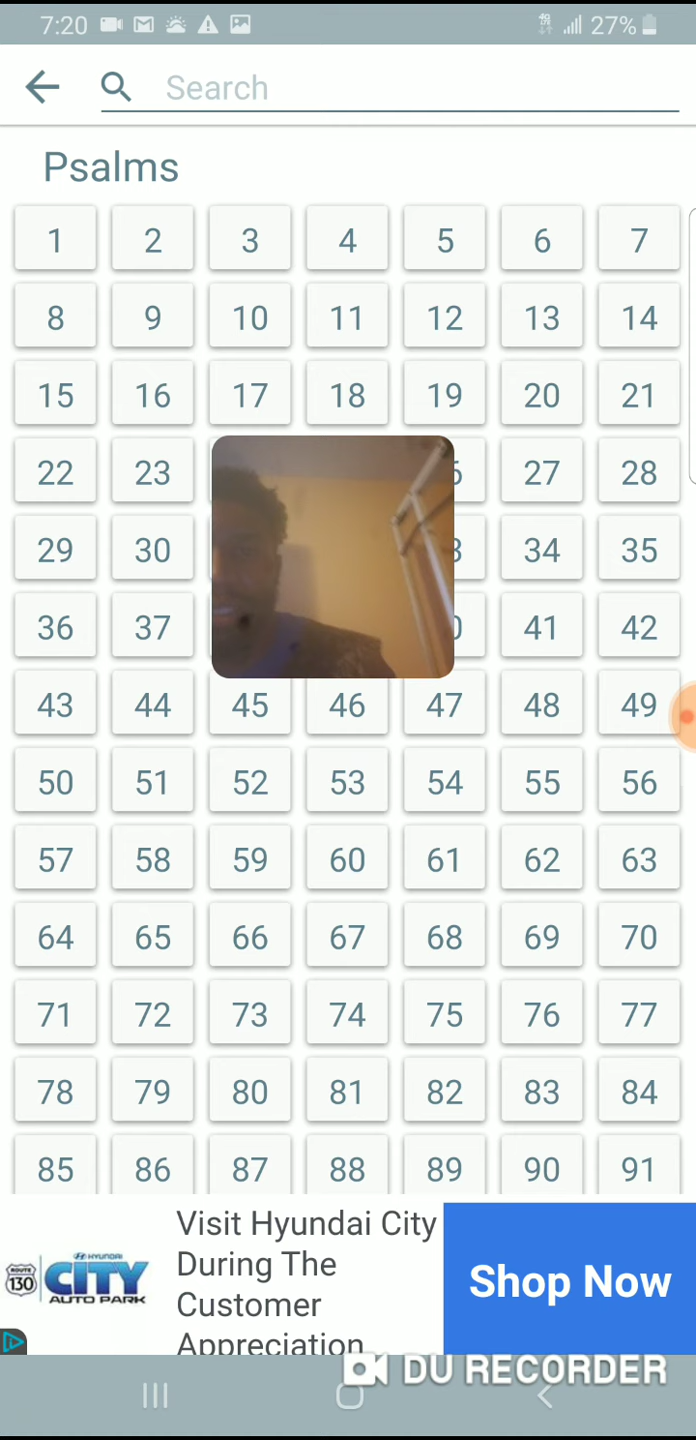 7:20 27%
Search
Psalms
1 2 3 4 5 6 7
8 9 10 11 12 13 14
15 16 17 18 19 20 21
22 23 27 28
29 30 34 35
36 37 41 42
43 44 45 46 47 48 49
50 51 52 53 54 55 56
57 58 59 60 61 62 63
64 65 66 67 68 69 70
71 72 73 74 75 76 77
78 79 80 81 82 83 84
85 86 87 88 89 90 91
Visit Hyundai City
During The
Customer
Appreciation
Shop Now
ROUTE
130
HYUNDAI
CITY
AUTO PARK
DU RECORDER